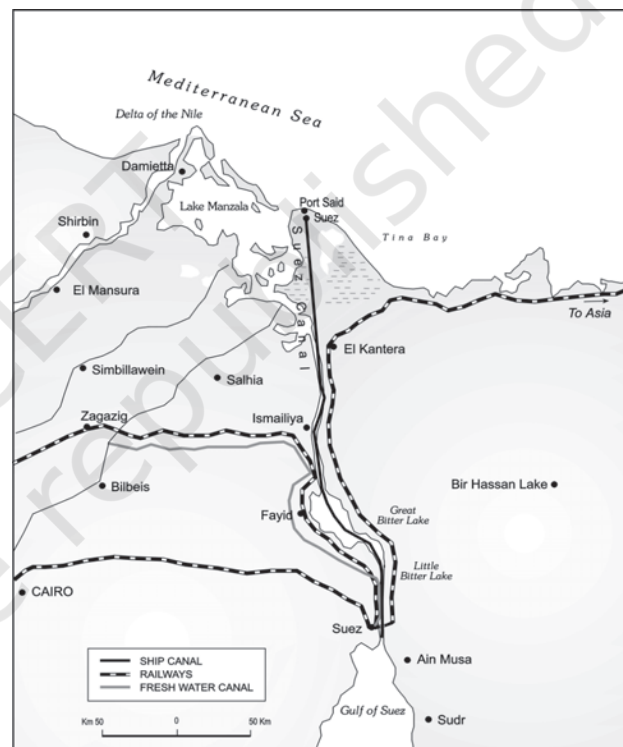 Mediterranean Sea
Delta of the Nile
Damietta
Lake Manzala
Port Said
Suez
Shirbin
Tina Bay
Suez Canal
El Mansura
To Asia
El Kantera
Simbillawein
Salhia
Zagazig
Ismailiya
Bilbeis
Bir Hassan Lake
Fayid
Great
Bitter Lake
Little
Bitter Lake
CAIRO
Suez
SHIP CANAL
RAILWAYS
FRESH WATER CANAL
Ain Musa
Gulf of Suez
Sudr
Km 50 0 50 Km